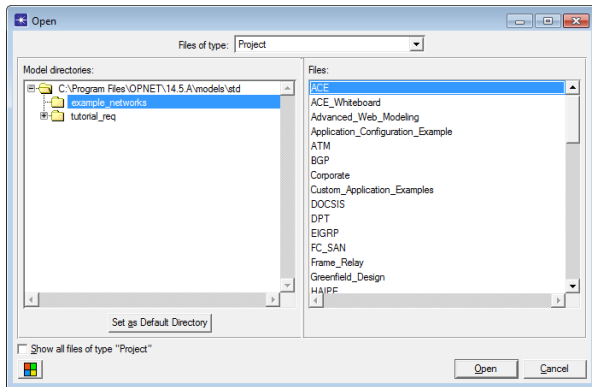 Open
Files of type: Project
Model directories:
C:\Program Files\OPNET\14.5.A\models\std
example_networks
tutorial_req
Set as Default Directory
Files:
ACE
ACE_Whiteboard
Advanced_Web_Modeling
Application_Configuration_Example
ATM
BGP
Corporate
Custom_Application_Examples
DOCSIS
DPT
EIGRP
FC_SAN
Frame_Relay
Greenfield_Design
HAIPE
Show all files of type "Project"
Open
Cancel